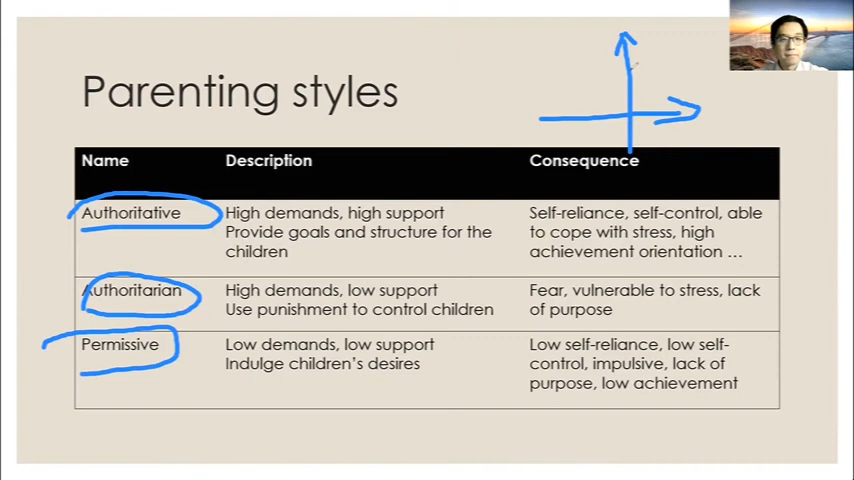 Parenting styles
Name Description Consequence
Authoritative High demands, high support Self-reliance, self-control, able
Provide goals and structure for the to cope with stress, high
children achievement orientation …
Authoritarian High demands, low support Fear, vulnerable to stress, lack
Use punishment to control children of purpose
Permissive Low demands, low support Low self-reliance, low self-
Indulge children's desires control, impulsive, lack of
purpose, low achievement